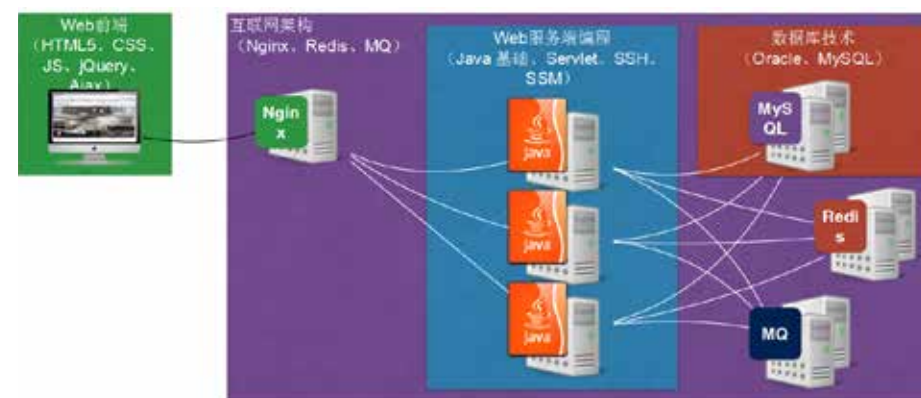 Web前端
（HTML5、CSS、
JS、jQuery、
Ajax）
互联网架构
（Nginx、Redis、MQ）
Web服务端编程
（Java 基础、Servlet、SSH、
SSM）
数据库技术
（Oracle、MySQL）
Ngin
x
java
java
java
MyS
QL
Redi
s
MQ